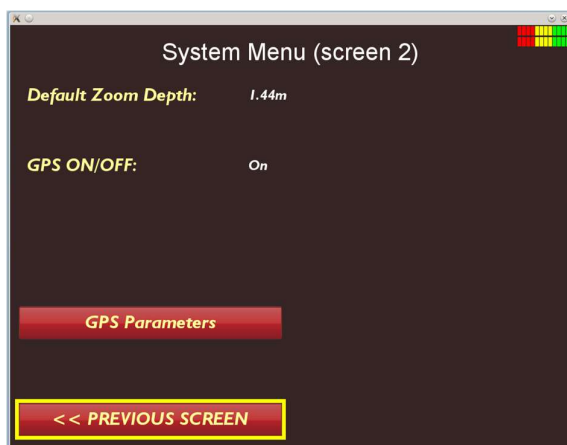 System Menu (screen 2)
Default Zoom Depth: 1.44m
GPS ON/OFF: On
GPS Parameters
<< PREVIOUS SCREEN